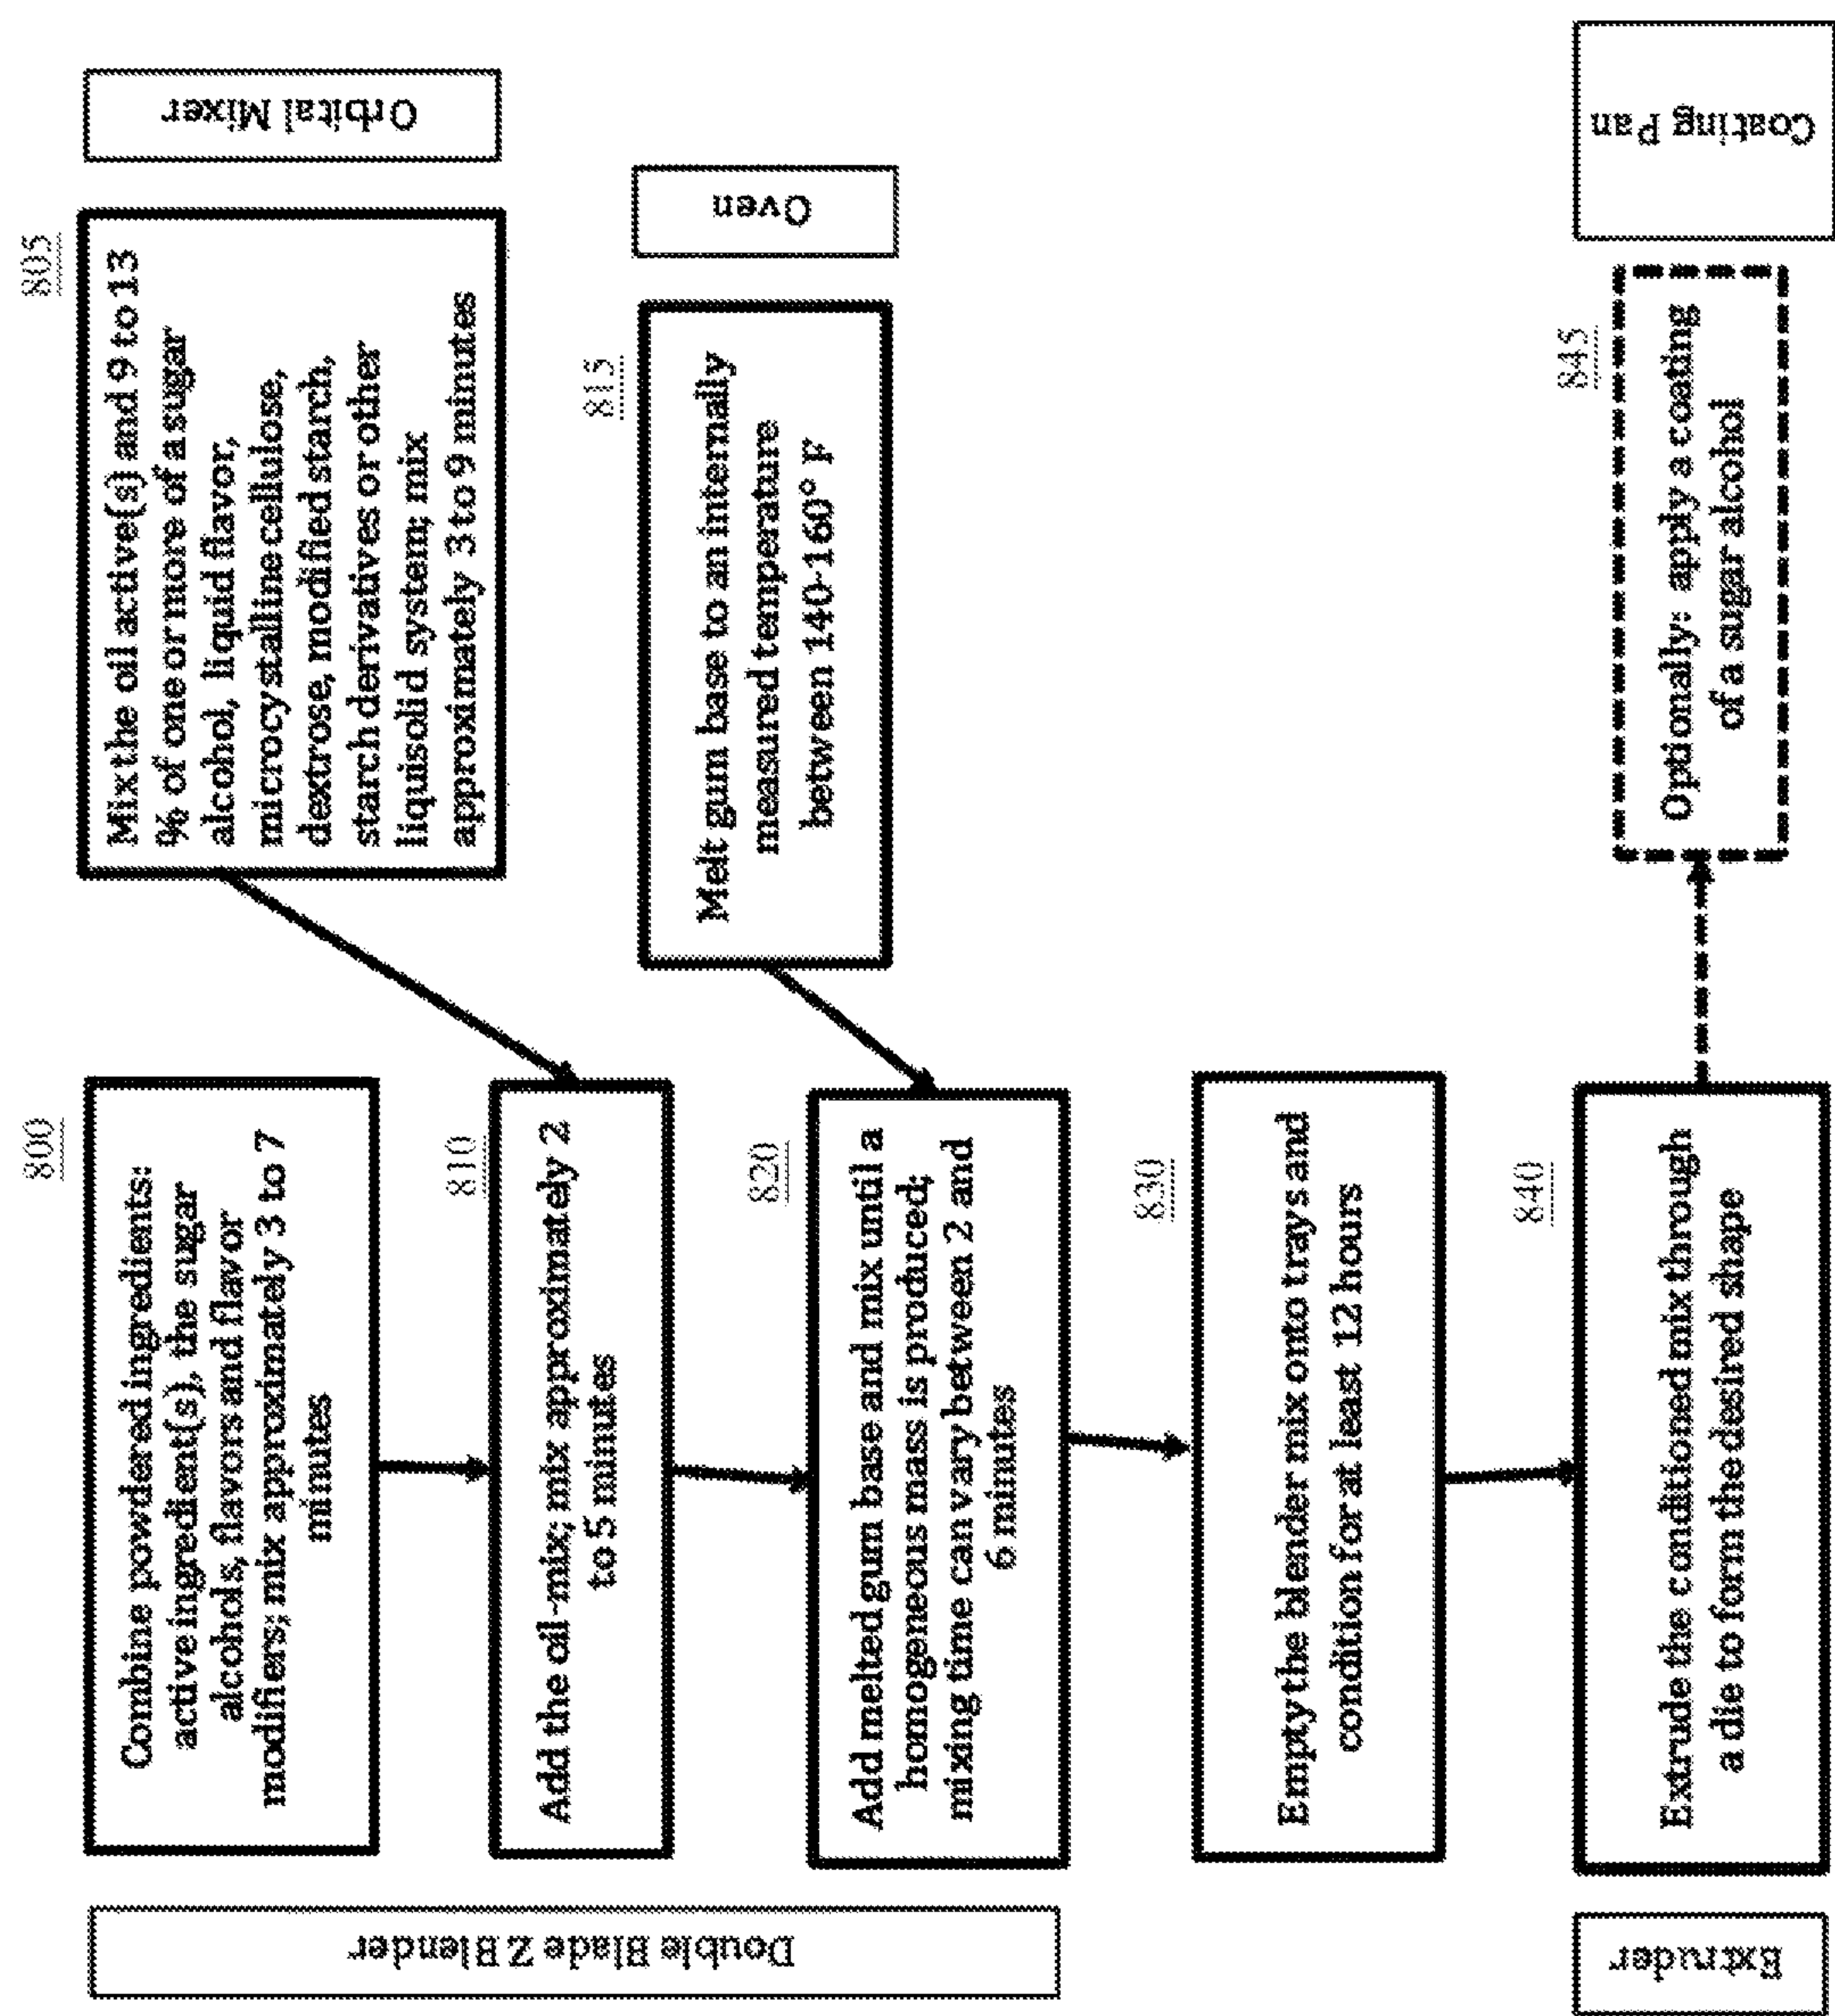 800
Combine powdered ingredients:
active ingredient(s), the sugar
alcohols, flavors and flavor
modifiers; mix approximately 3 to 7
minutes
805
Mix the oil active(s) and 9 to 13
% of one or more of a sugar
alcohol, liquid flavor,
microcystalline cellulose,
dextrose, modified starch,
starch derivatives or other
liquisolid system; mix
approximately 3 to 9 minutes
Orbital Mixer
Double Blade Z Blender
810
Add the oil-mix; mix approximately 2
to 5 minutes
815
Melt gum base to an internally
measured temperature
between 140-160° F
Oven
820
Add melted gum base and mix until a
homogeneous mass is produced;
mixing time can vary between 2 and
6 minutes
830
Empty the blender mix onto trays and
condition for at least 12 hours
Extruder
840
Extrude the conditioned mix through
a die to form the desired shape
845
Optionally: apply a coating
of a sugar alcohol
Coating Pan